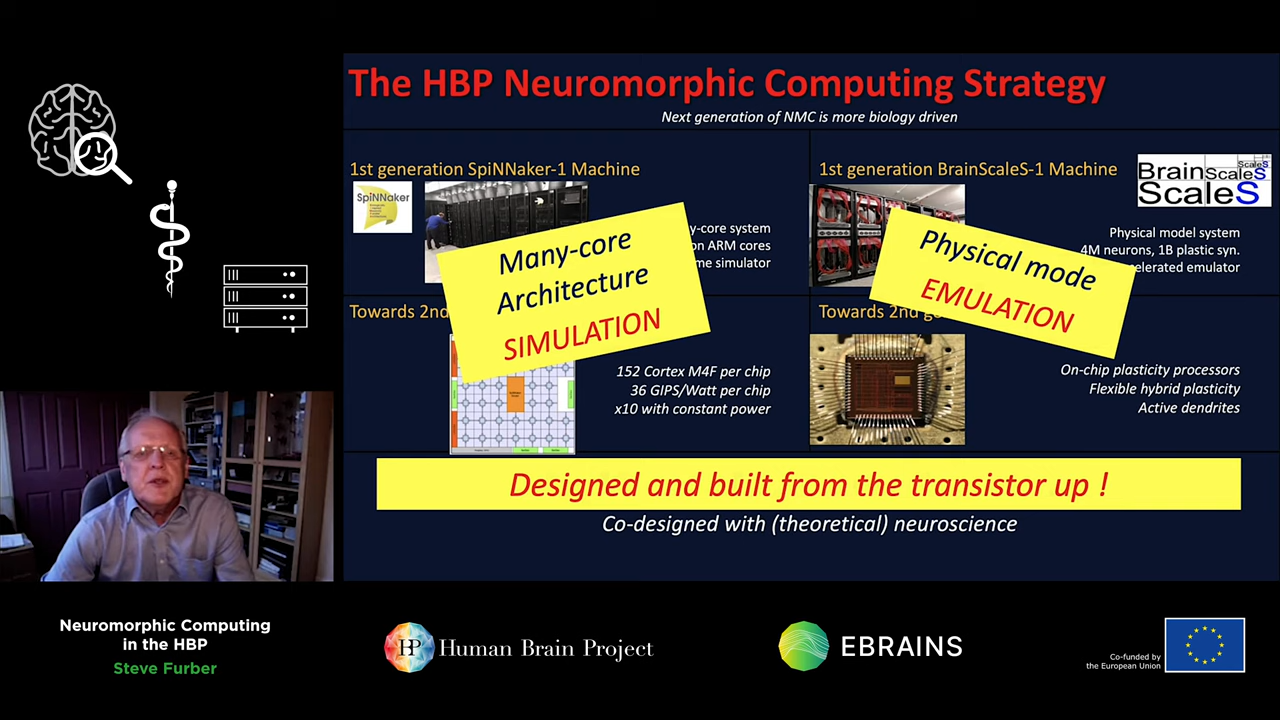 The HBP Neuromorphic Computing Strategy
Next generation of NMC is more biology driven
1st generation SpiNNaker-1 Machine
SpiNNaker
y-core system
on ARM cores
me simulator
Many-core
Architecture
SIMULATION
Towards 2nd
152 Cortex M4F per chip
36 GIPS/Watt per chip
x10 with constant power
1st generation BrainScaleS-1 Machine
BrainScaleS
Physical model system
4M neurons, 1B plastic syn.
elerated emulator
Physical mode
EMULATION
Towards 2nd ge
On-chip plasticity processors
Flexible hybrid plasticity
Active dendrites
Designed and built from the transistor up !
Co-designed with (theoretical) neuroscience
Neuromorphic Computing
in the HBP
Steve Furber
HBP
Human Brain Project
EBRAINS
Co-funded by
the European Union